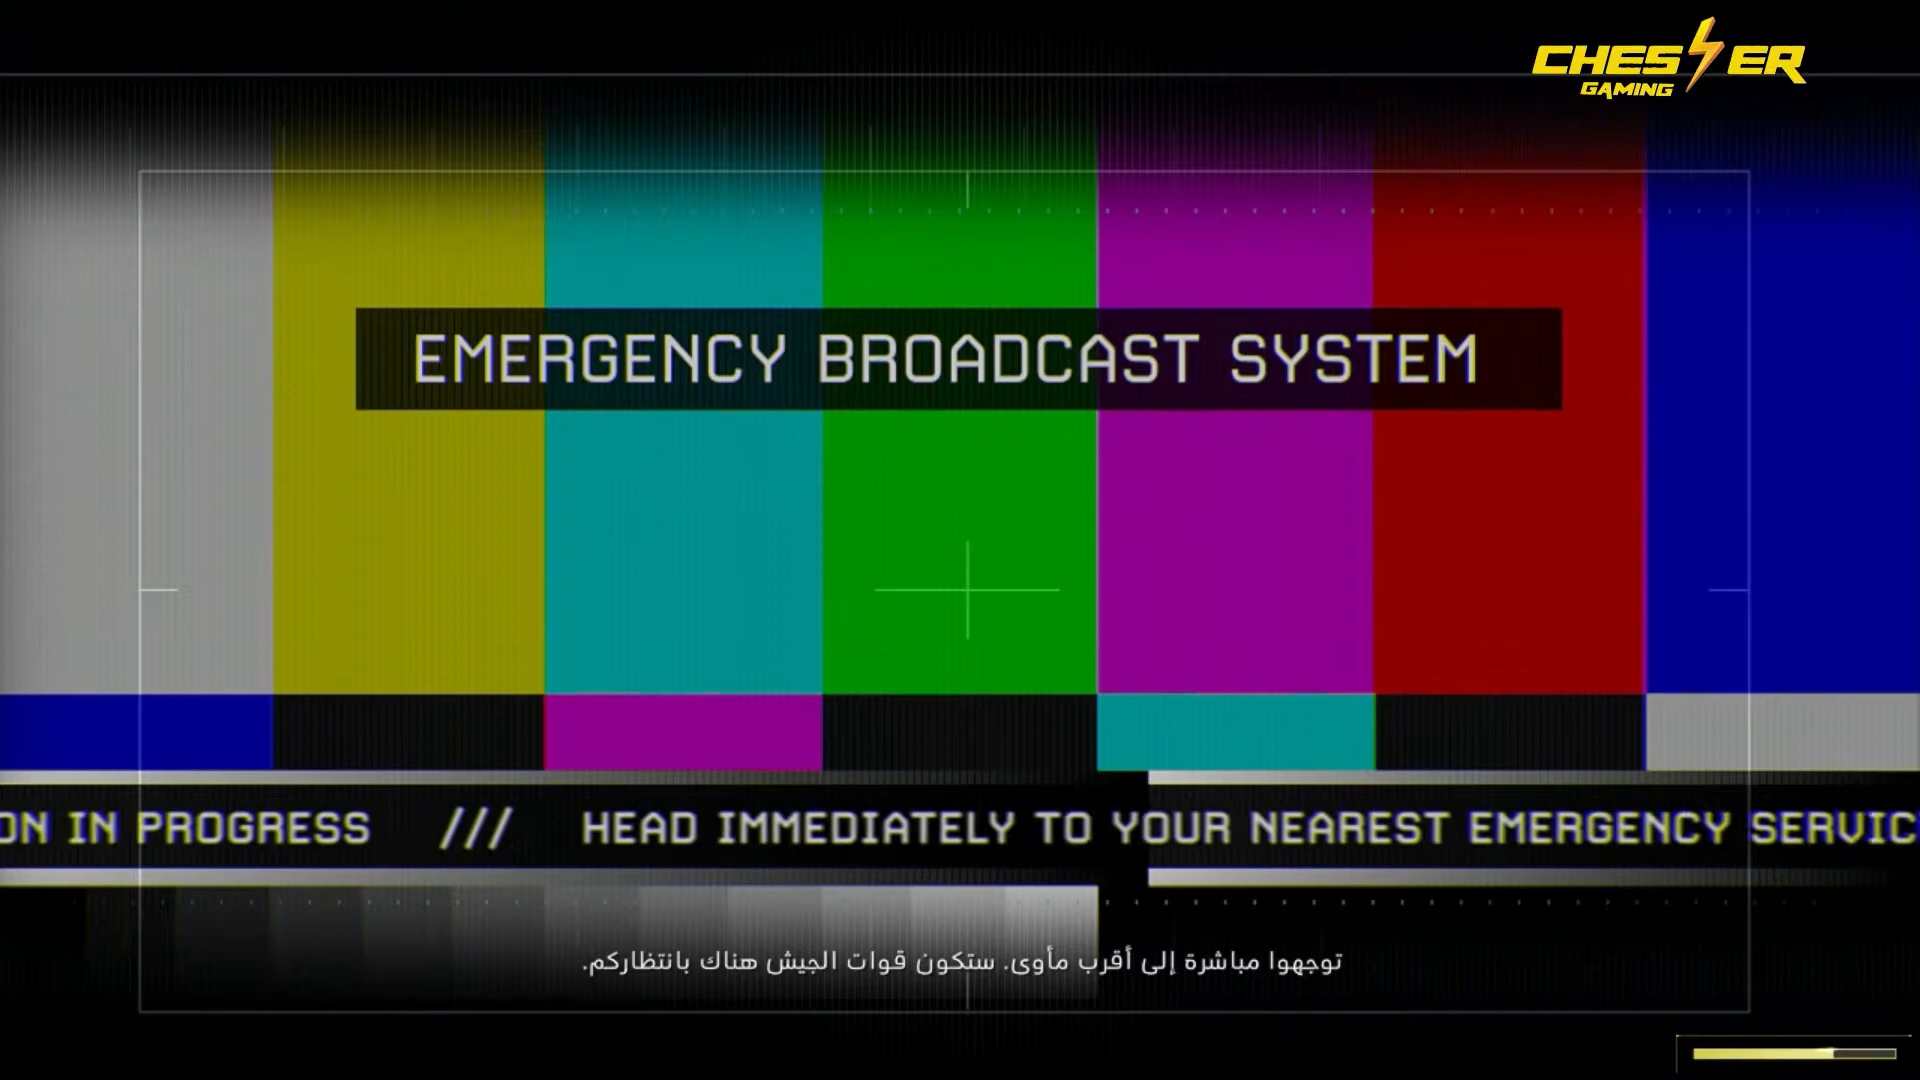 CHESTER
GAMING
EMERGENCY BROADCAST SYSTEM
ON IN PROGRESS /// HEAD IMMEDIATELY TO YOUR NEAREST EMERGENCY SERVIC
توجهوا مباشرة إلى أقرب مأوى. ستكون قوات الجيش هناك بانتظاركم.